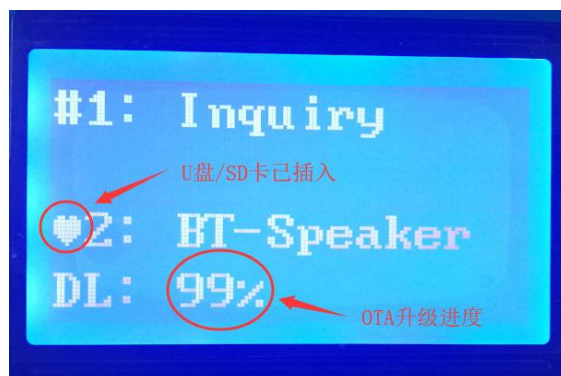 #1: Inquiry
U盘/SD卡已插入
♥2: BT-Speaker
DL: 99%
OTA升级进度